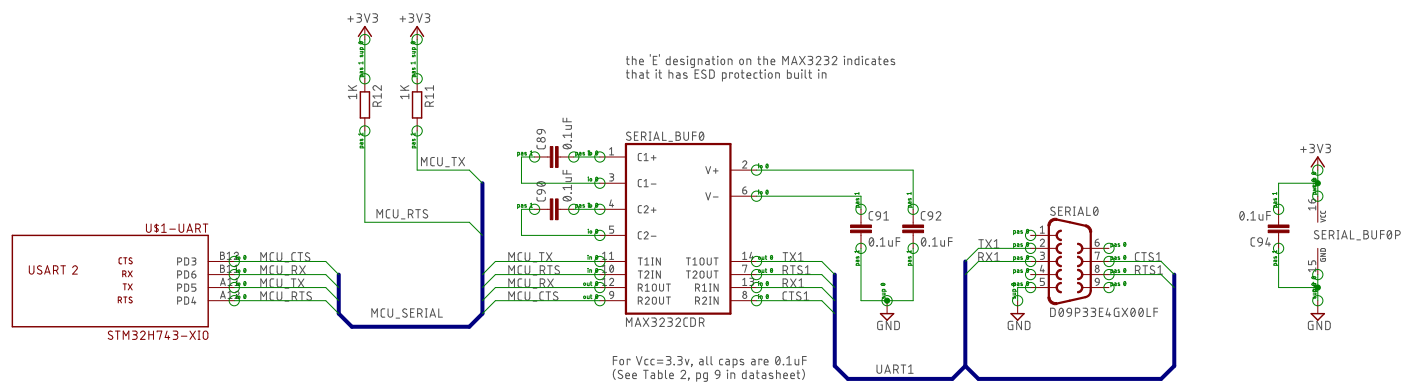 +3V3
+3V3
the 'E' designation on the MAX3232 indicates
that it has ESD protection built in
1K
R12
1K
R11
MCU_TX
MCU_RTS
C89
0.1uF
C90
0.1uF
SERIAL_BUF0
1 C1+
3 C1-
4 C2+
5 C2-
V+ 2
V- 6
11 T1IN
10 T2IN
12 R1OUT
9 R2OUT
T1OUT 14
T2OUT 7
R1IN 13
R2IN 8
MAX3232CDR
U$1-UART
USART 2
CTS PD3
RX PD6
TX PD5
RTS PD4
STM32H743-XIO
MCU_CTS
MCU_RX
MCU_TX
MCU_RTS
MCU_SERIAL
MCU_TX
MCU_RTS
MCU_RX
MCU_CTS
TX1
RTS1
RX1
CTS1
C91
0.1uF
C92
0.1uF
GND
UART1
TX1
RX1
SERIAL0
1
2
3
4
5
6
7
8
9
CTS1
RTS1
D09P33E4GX00LF
GND
+3V3
0.1uF
C94
16
VCC
SERIAL_BUF0P
GND
15
GND
For Vcc=3.3v, all caps are 0.1uF
(See Table 2, pg 9 in datasheet)